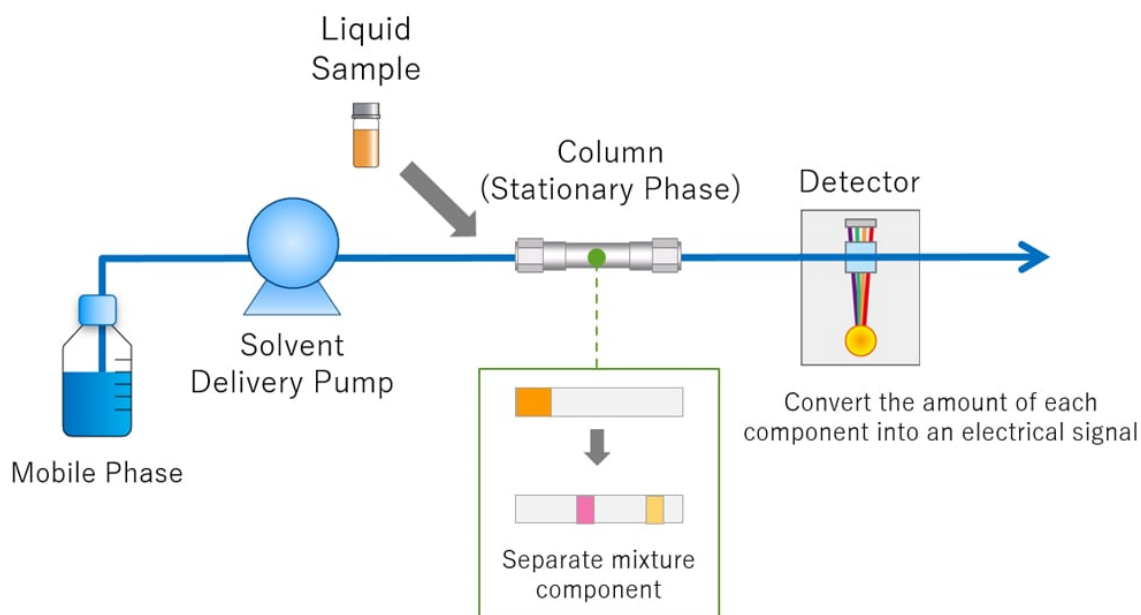 Liquid
Sample
Column
(Stationary Phase)
Detector
Solvent
Delivery Pump
Mobile Phase
Convert the amount of each
component into an electrical signal
Separate mixture
component